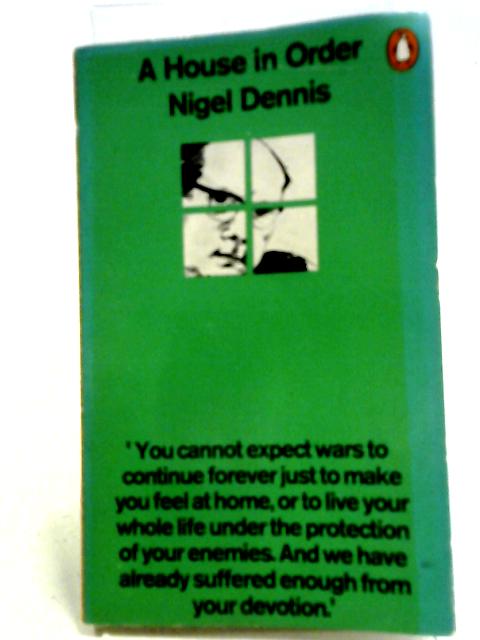 A House in Order
Nigel Dennis
'You cannot expect wars to
continue forever just to make
you feel at home, or to live your
whole life under the protection
of your enemies. And we have
already suffered enough from
your devotion.'